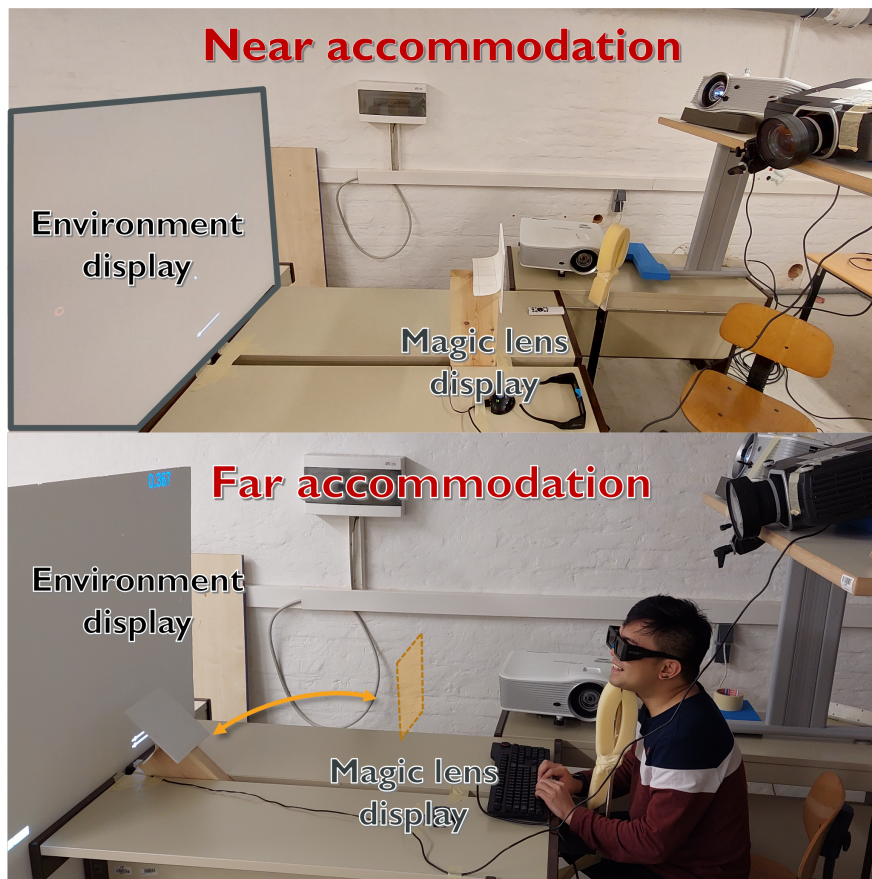 Near accommodation
Environment
display
Magic lens
display
Far accommodation
0.367
Environment
display
Magic lens
display